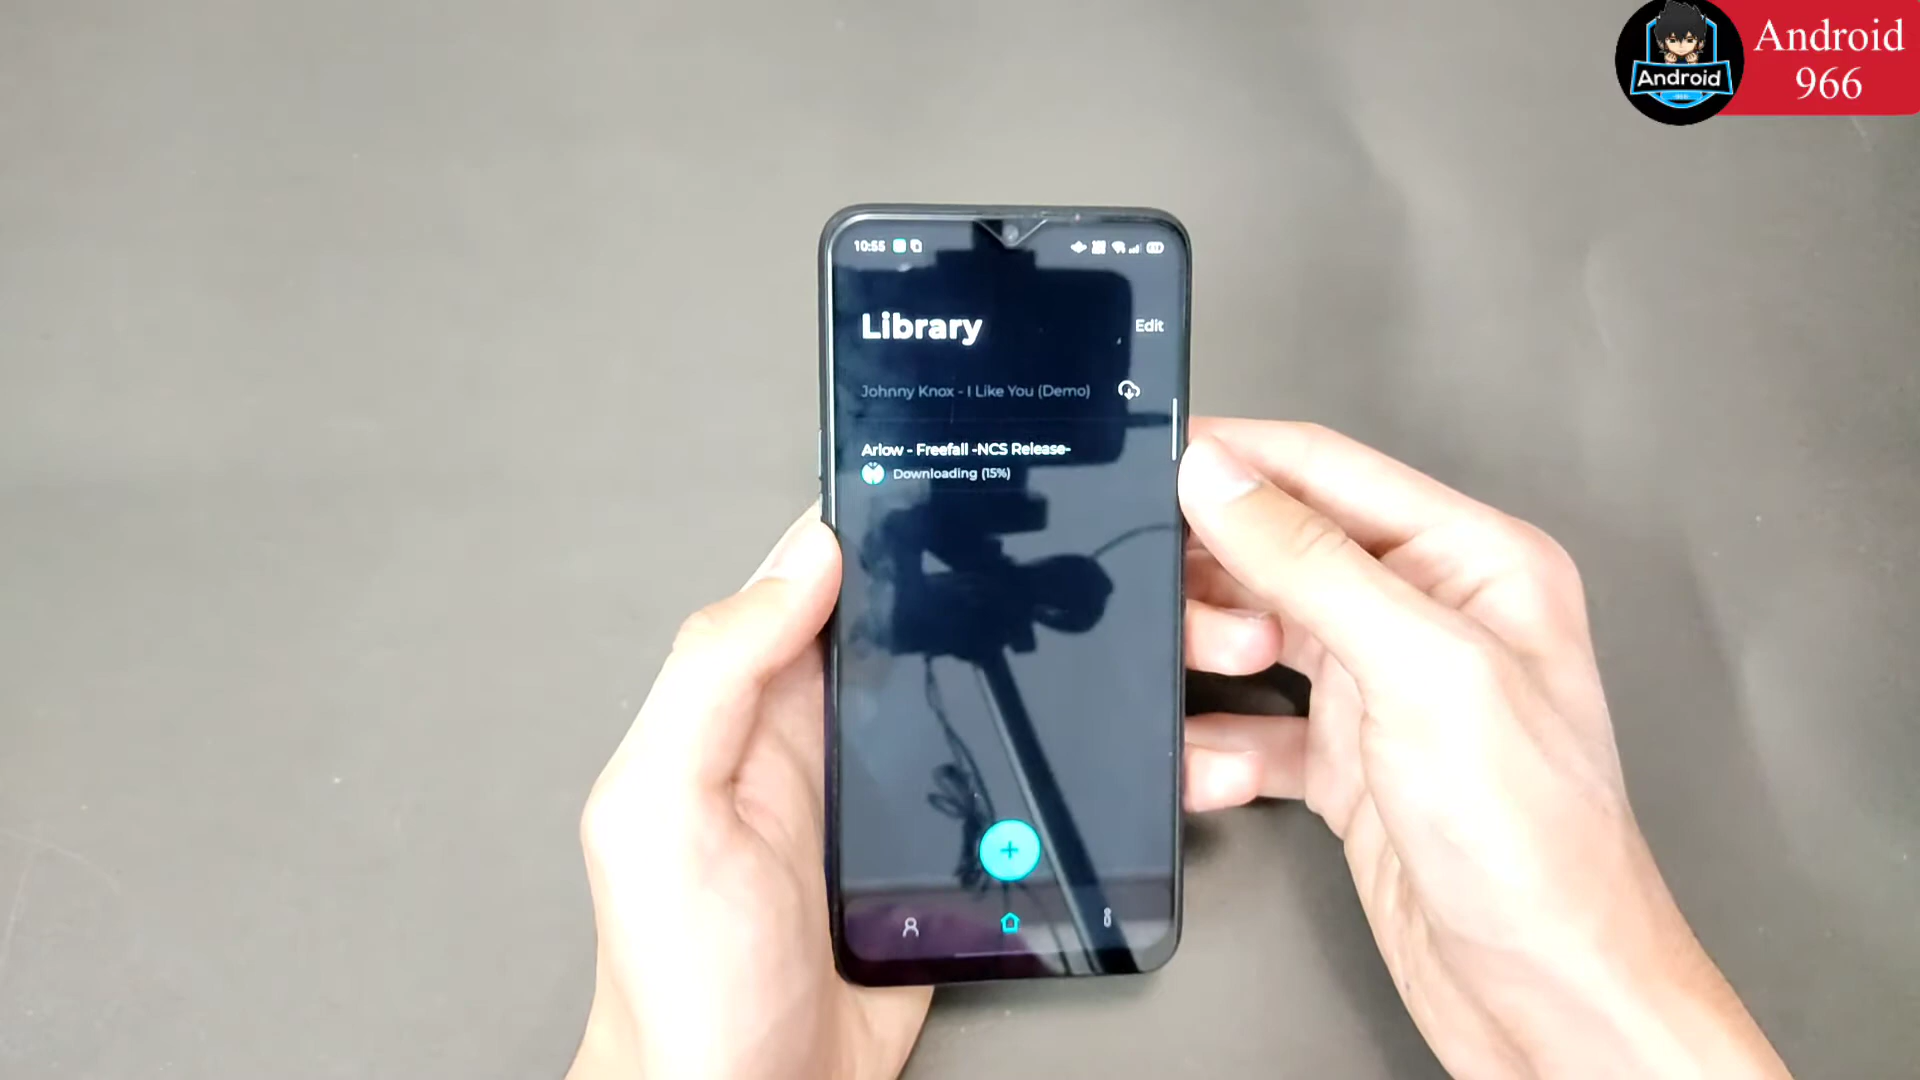 Android
966
Android
10:55
Library
Edit
Johnny Knox - I Like You (Demo)
Arlow - Freefall -NCS Release-
Downloading (15%)